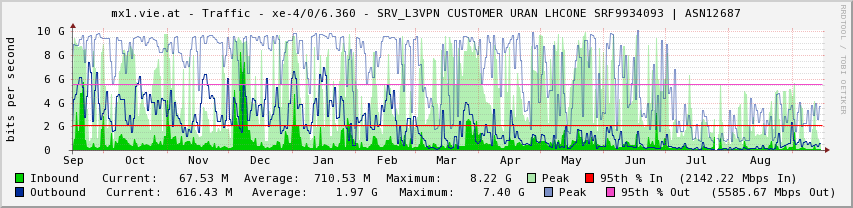 mx1.vie.at - Traffic - xe-4/0/6.360 - SRV_L3VPN CUSTOMER URAN LHCONE SRF9934093 | ASN12687
RRDTOOL / TOBI OETIKER
bits per second
10 G
8 G
6 G
4 G
2 G
0
Sep Oct Nov Dec Jan Feb Mar Apr May Jun Jul Aug
Inbound Current: 67.53 M Average: 710.53 M Maximum: 8.22 G Peak 95th % In (2142.22 Mbps In)
Outbound Current: 616.43 M Average: 1.97 G Maximum: 7.40 G Peak 95th % Out (5585.67 Mbps Out)